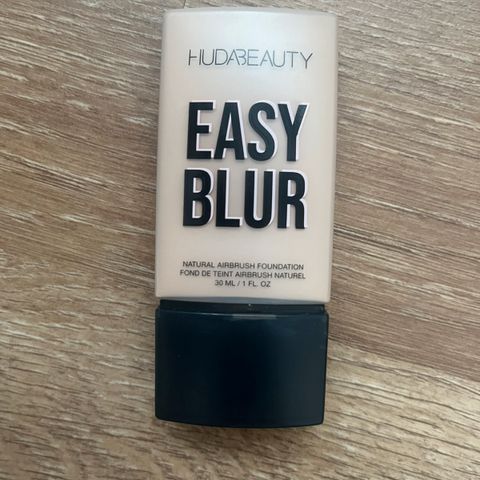 HUDABEAUTY
EASY
BLUR
NATURAL AIRBRUSH FOUNDATION
FOND DE TEINT AIRBRUSH NATUREL
30 ML / 1 FL. OZ